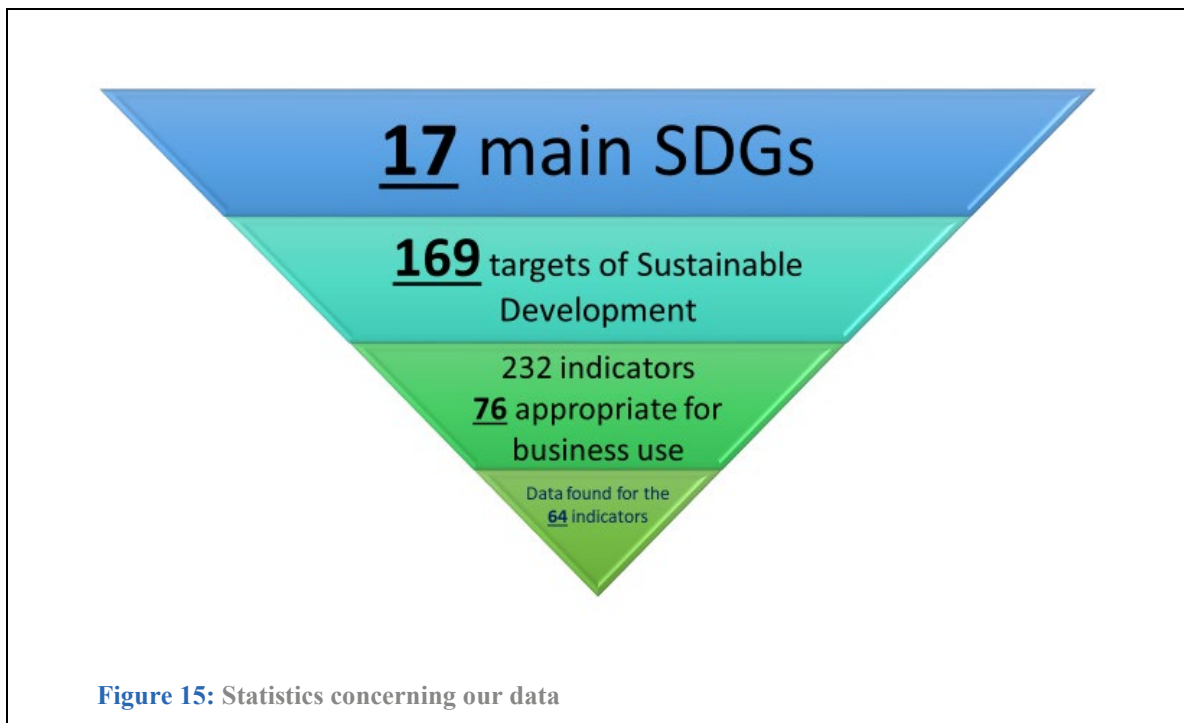 17 main SDGs
169 targets of Sustainable
Development
232 indicators
76 appropriate for
business use
Data found for the
64 indicators
Figure 15: Statistics concerning our data